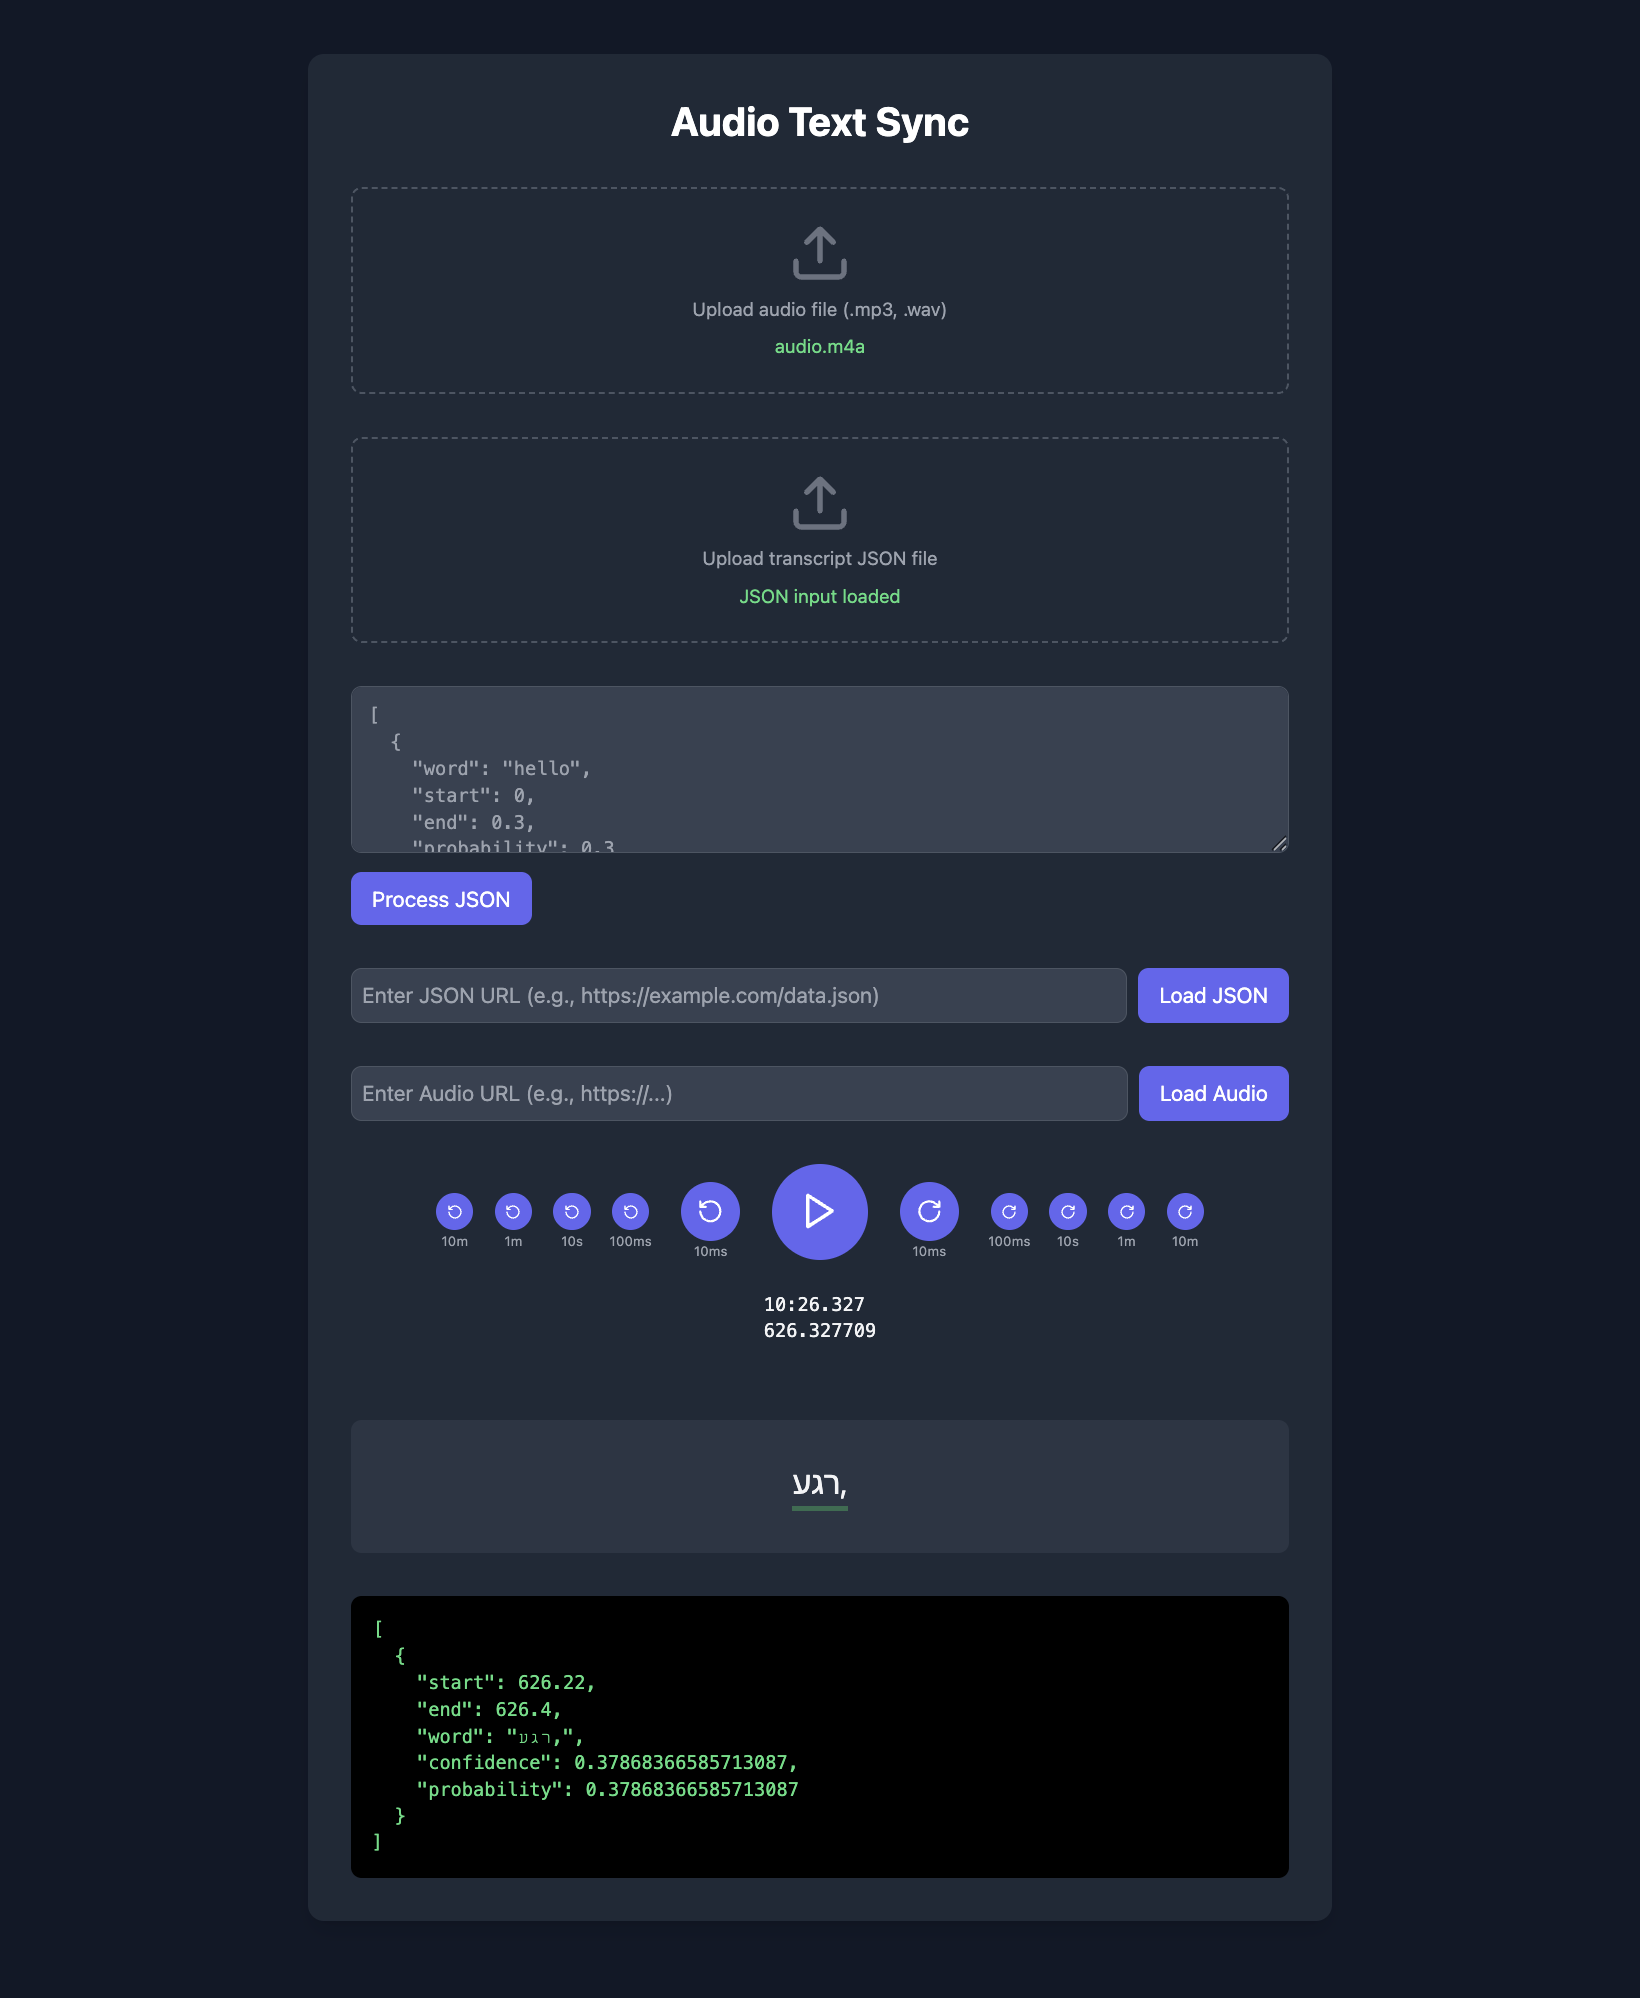 Audio Text Sync
Upload audio file (.mp3, .wav)
audio.m4a
Upload transcript JSON file
JSON input loaded
[
  {
    "word": "hello",
    "start": 0,
    "end": 0.3,
    "probability": 0.3
Process JSON
Enter JSON URL (e.g., https://example.com/data.json)
Load JSON
Enter Audio URL (e.g., https://...)
Load Audio
10m 1m 10s 100ms 10ms 10ms 100ms 10s 1m 10m
10:26.327
626.327709
רגע,
[
  {
    "start": 626.22,
    "end": 626.4,
    "word": "רגע,",
    "confidence": 0.37868366585713087,
    "probability": 0.37868366585713087
  }
]